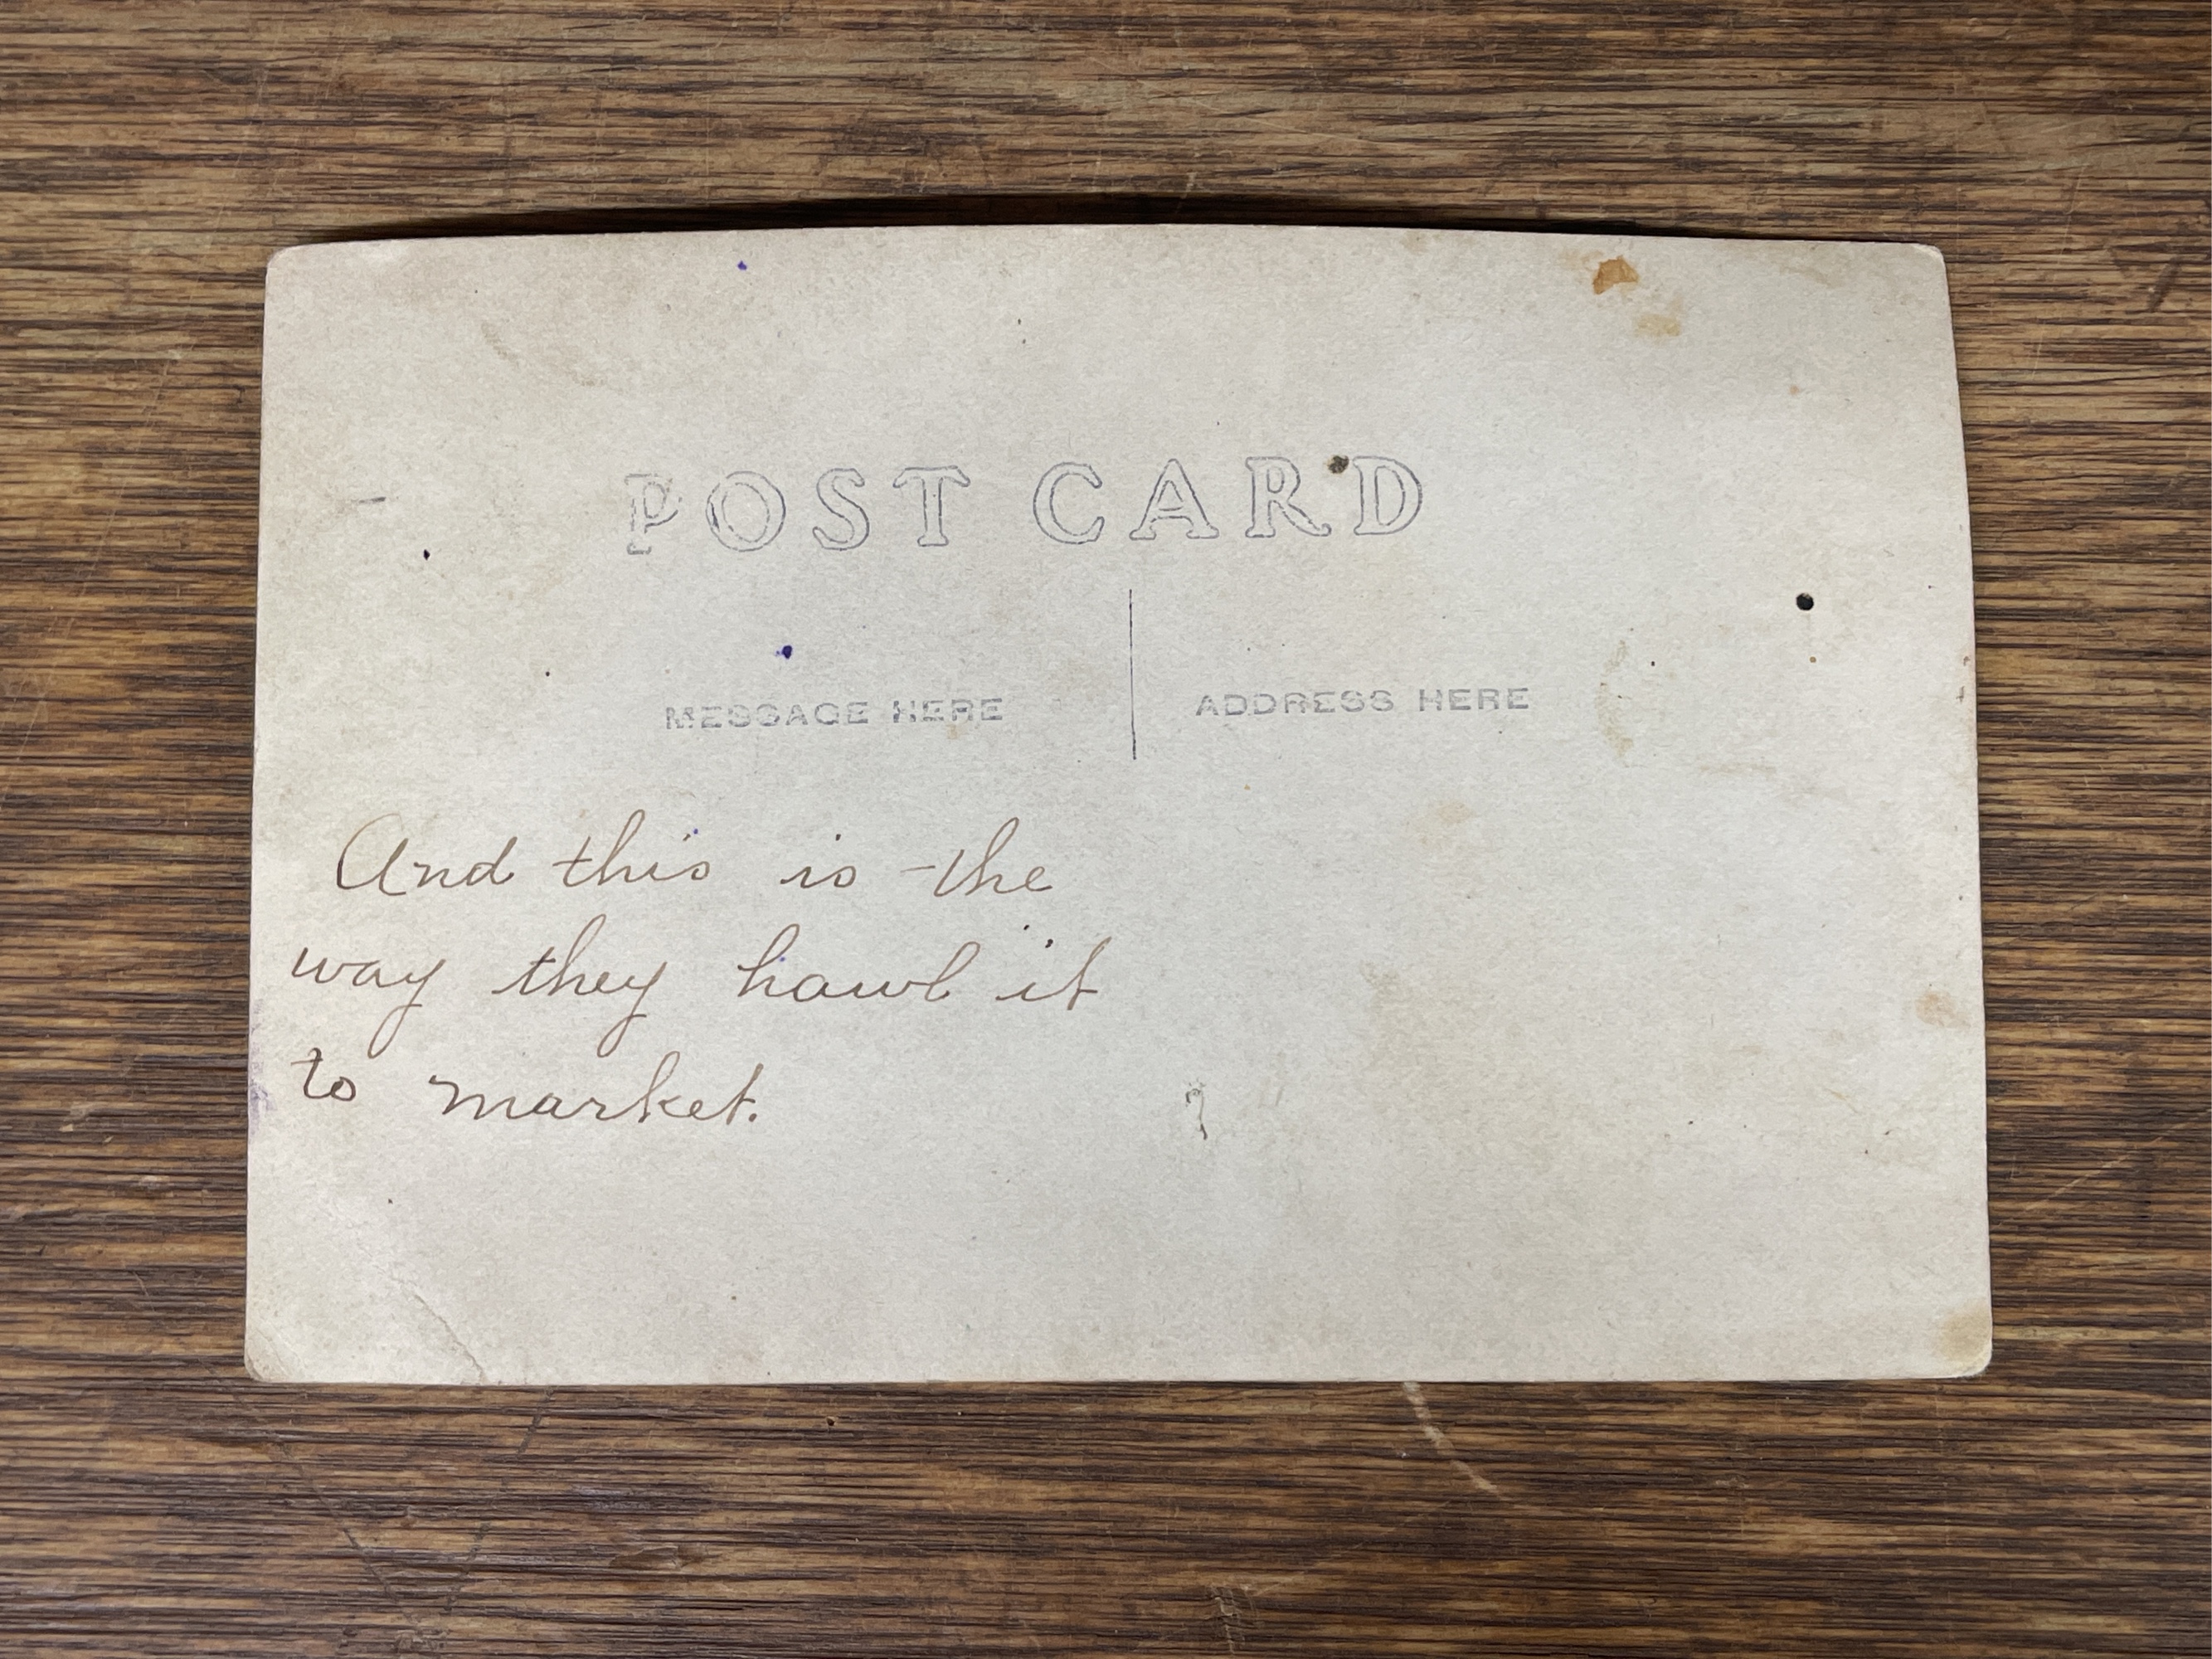 POST CARD
MESSAGE HERE
ADDRESS HERE
And this is the
way they hawl it
to market.